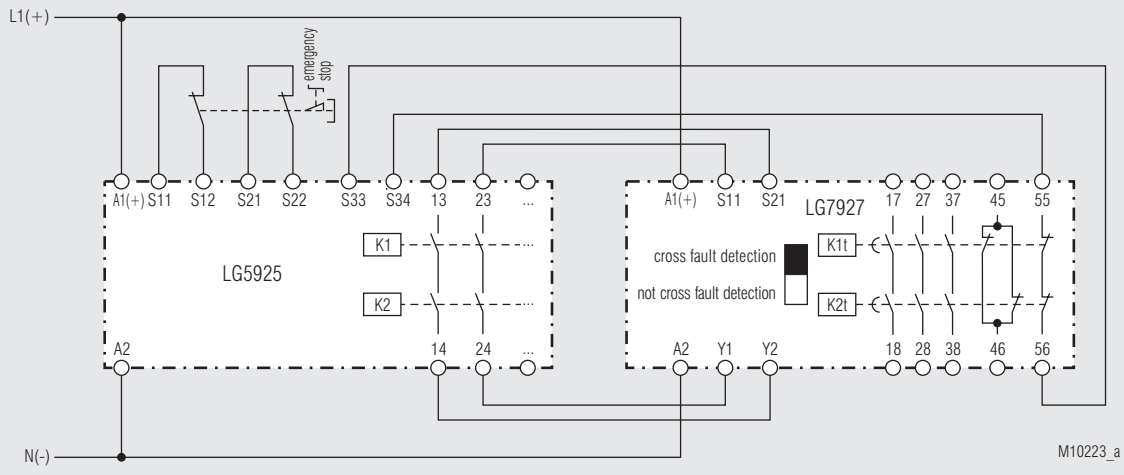 L1(+)
emergency
stop
A1(+) S11 S12 S21 S22 S33 S34 13 23 ...
A1(+) S11 S21 17 27 37 45 55
LG7927
K1 ...
K1t
cross fault detection
LG5925
not cross fault detection
K2 ...
K2t
A2 14 24 ...
A2 Y1 Y2 18 28 38 46 56
N(-)
M10223_a